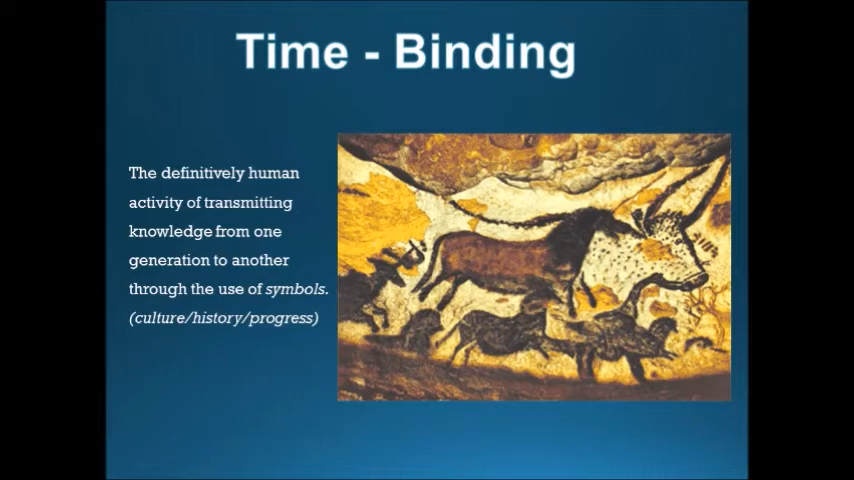 Time - Binding
The definitively human
activity of transmitting
knowledge from one
generation to another
through the use of symbols.
(culture/history/progress)